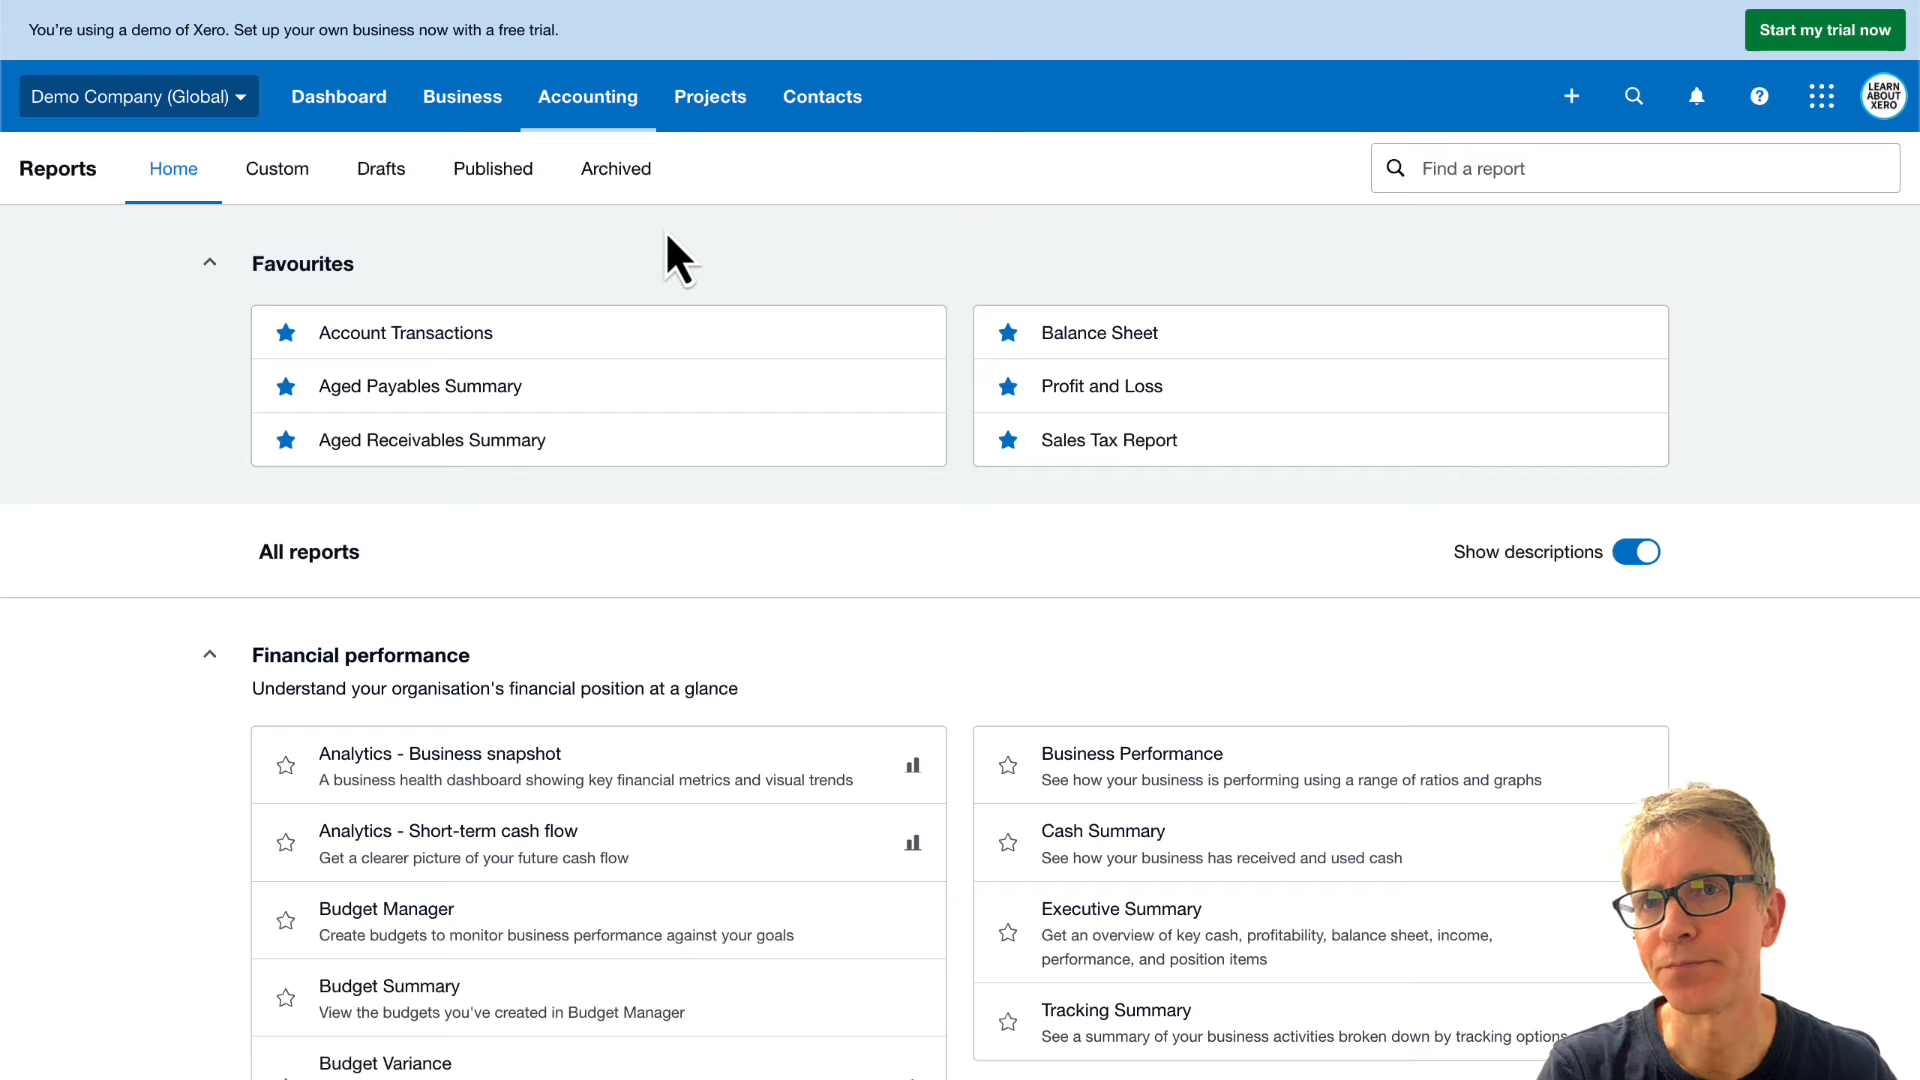 You're using a demo of Xero. Set up your own business now with a free trial.
Start my trial now
Demo Company (Global)
Dashboard
Business
Accounting
Projects
Contacts
LEARN
ABOUT
XERO
Reports
Home
Custom
Drafts
Published
Archived
Find a report
Favourites
Account Transactions
Aged Payables Summary
Aged Receivables Summary
Balance Sheet
Profit and Loss
Sales Tax Report
All reports
Show descriptions
Financial performance
Understand your organisation's financial position at a glance
Analytics - Business snapshot
A business health dashboard showing key financial metrics and visual trends
Analytics - Short-term cash flow
Get a clearer picture of your future cash flow
Budget Manager
Create budgets to monitor business performance against your goals
Budget Summary
View the budgets you've created in Budget Manager
Budget Variance
Business Performance
See how your business is performing using a range of ratios and graphs
Cash Summary
See how your business has received and used cash
Executive Summary
Get an overview of key cash, profitability, balance sheet, income,
performance, and position items
Tracking Summary
See a summary of your business activities broken down by tracking options